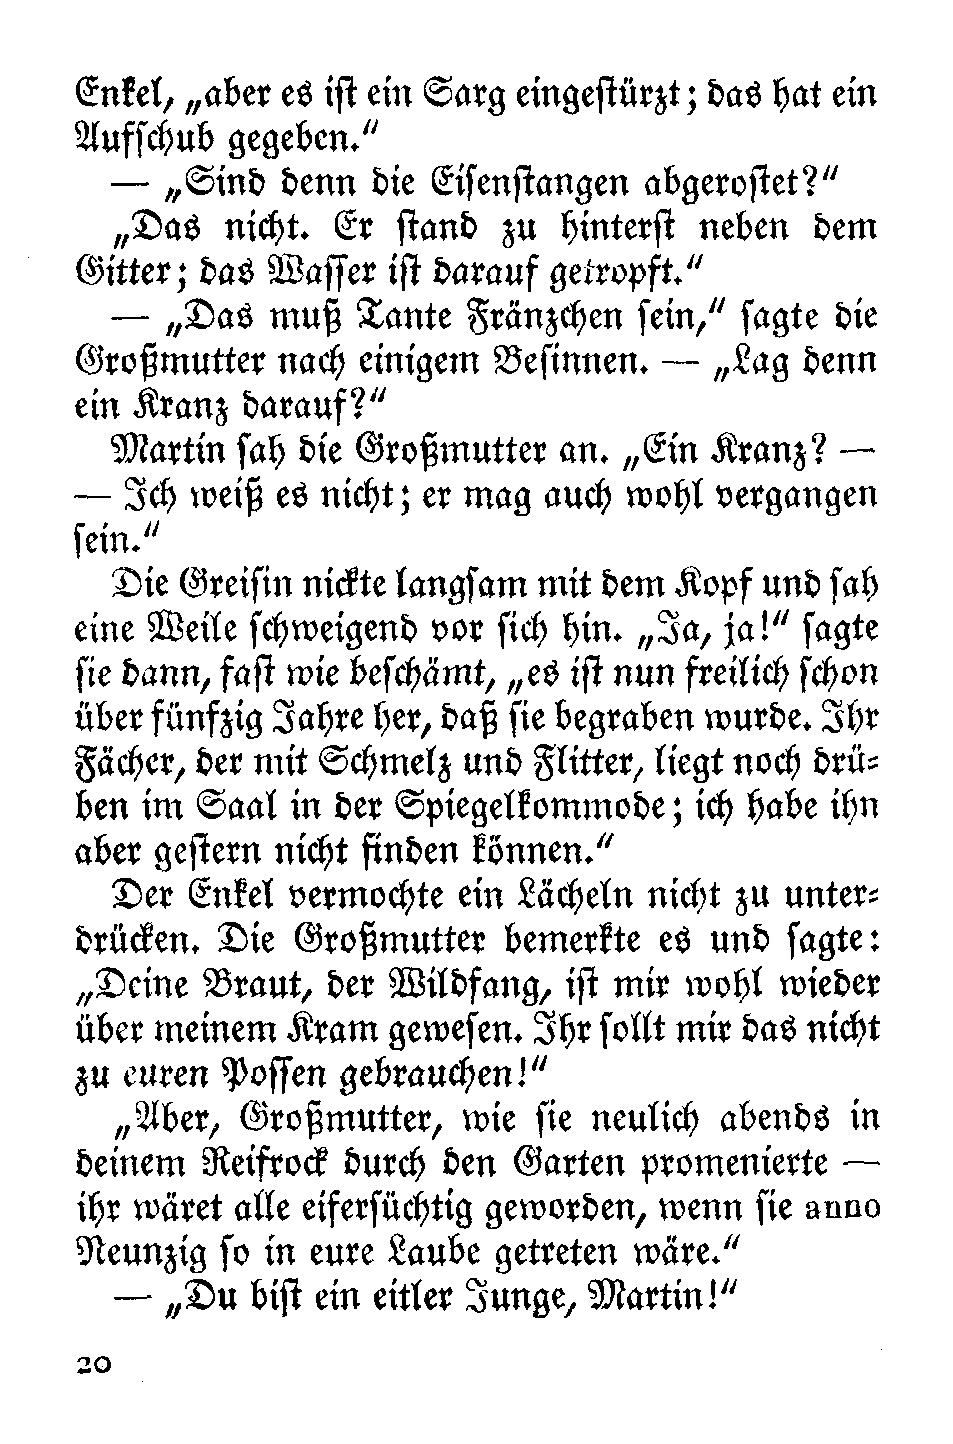 Enkel, „aber es ist ein Sarg eingestürzt; das hat ein
Aufschub gegeben.“
— „Sind denn die Eisenstangen abgerostet?“
„Das nicht. Er stand zu hinterst neben dem
Gitter; das Wasser ist darauf getropft.“
— „Das muß Tante Fränzchen sein,“ sagte die
Großmutter nach einigem Besinnen. — „Lag denn
ein Kranz darauf?“
Martin sah die Großmutter an. „Ein Kranz? —
— Ich weiß es nicht; er mag auch wohl vergangen
sein.“
Die Greisin nickte langsam mit dem Kopf und sah
eine Weile schweigend vor sich hin. „Ja, ja!“ sagte
sie dann, fast wie beschämt, „es ist nun freilich schon
über fünfzig Jahre her, daß sie begraben wurde. Ihr
Fächer, der mit Schmelz und Flitter, liegt noch drü-
ben im Saal in der Spiegelkommode; ich habe ihn
aber gestern nicht finden können.“
Der Enkel vermochte ein Lächeln nicht zu unter-
drücken. Die Großmutter bemerkte es und sagte:
„Deine Braut, der Wildfang, ist mir wohl wieder
über meinem Kram gewesen. Ihr sollt mir das nicht
zu euren Possen gebrauchen!“
„Aber, Großmutter, wie sie neulich abends in
deinem Reifrock durch den Garten promenierte —
ihr wäret alle eifersüchtig geworden, wenn sie anno
Neunzig so in eure Laube getreten wäre.“
— „Du bist ein eitler Junge, Martin!“
20